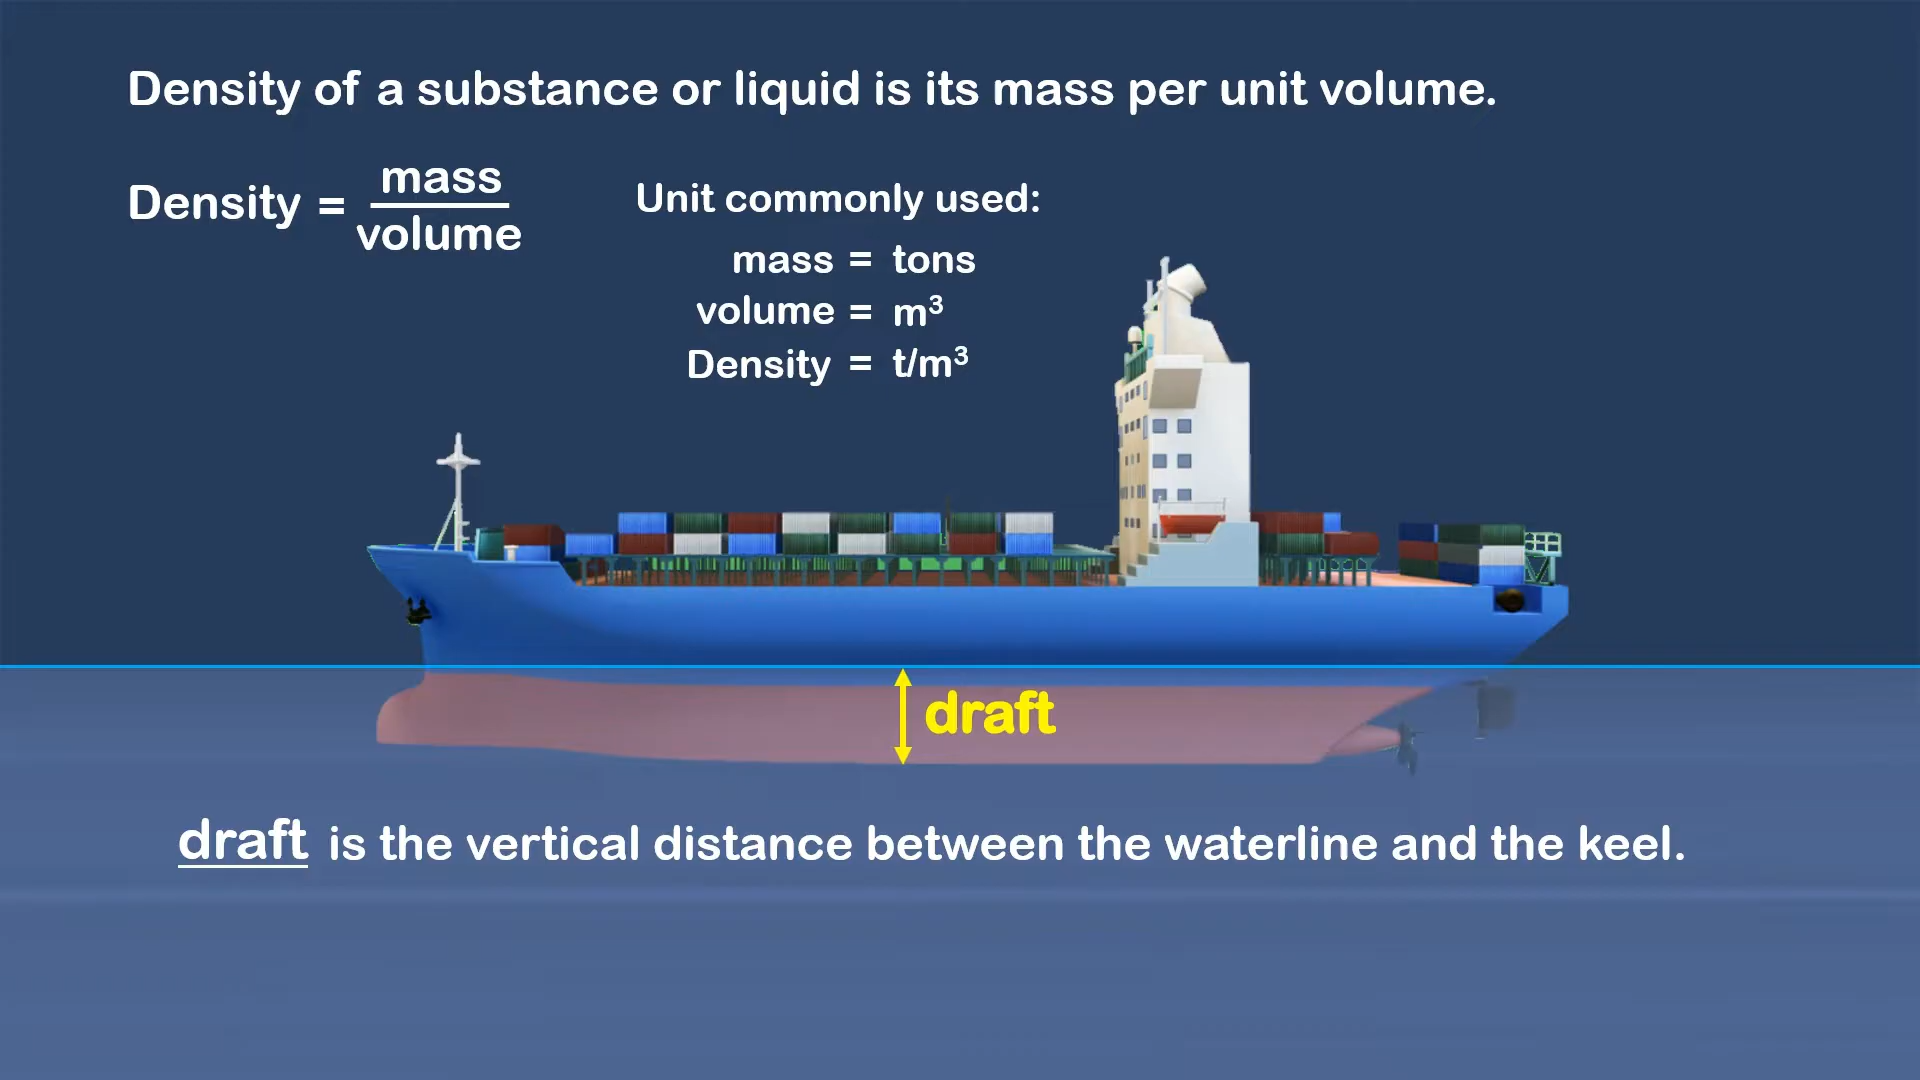 Density of a substance or liquid is its mass per unit volume.
Density = mass
volume
Unit commonly used:
mass = tons
volume = m³
Density = t/m³
draft
draft is the vertical distance between the waterline and the keel.